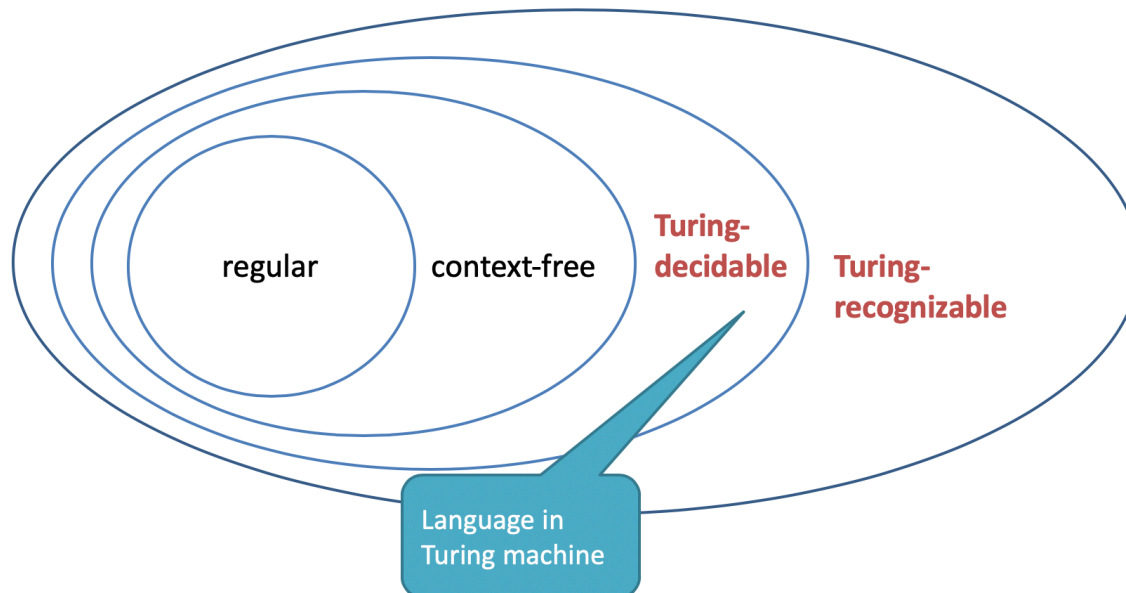 regular
context-free
Turing-
decidable
Turing-
recognizable
Language in
Turing machine